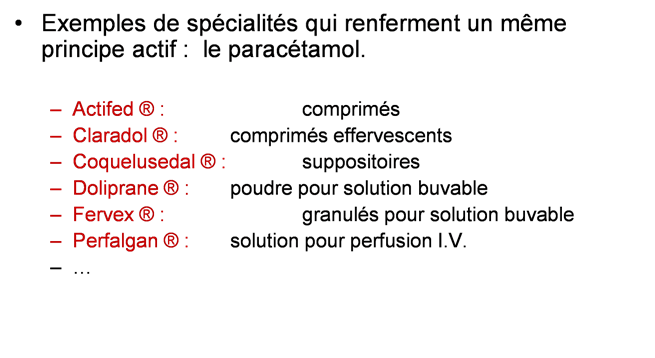 • Exemples de spécialités qui renferment un même
principe actif : le paracétamol.
– Actifed ® : comprimés
– Claradol ® : comprimés effervescents
– Coquelusedal ® : suppositoires
– Doliprane ® : poudre pour solution buvable
– Fervex ® : granulés pour solution buvable
– Perfalgan ® : solution pour perfusion I.V.
– …